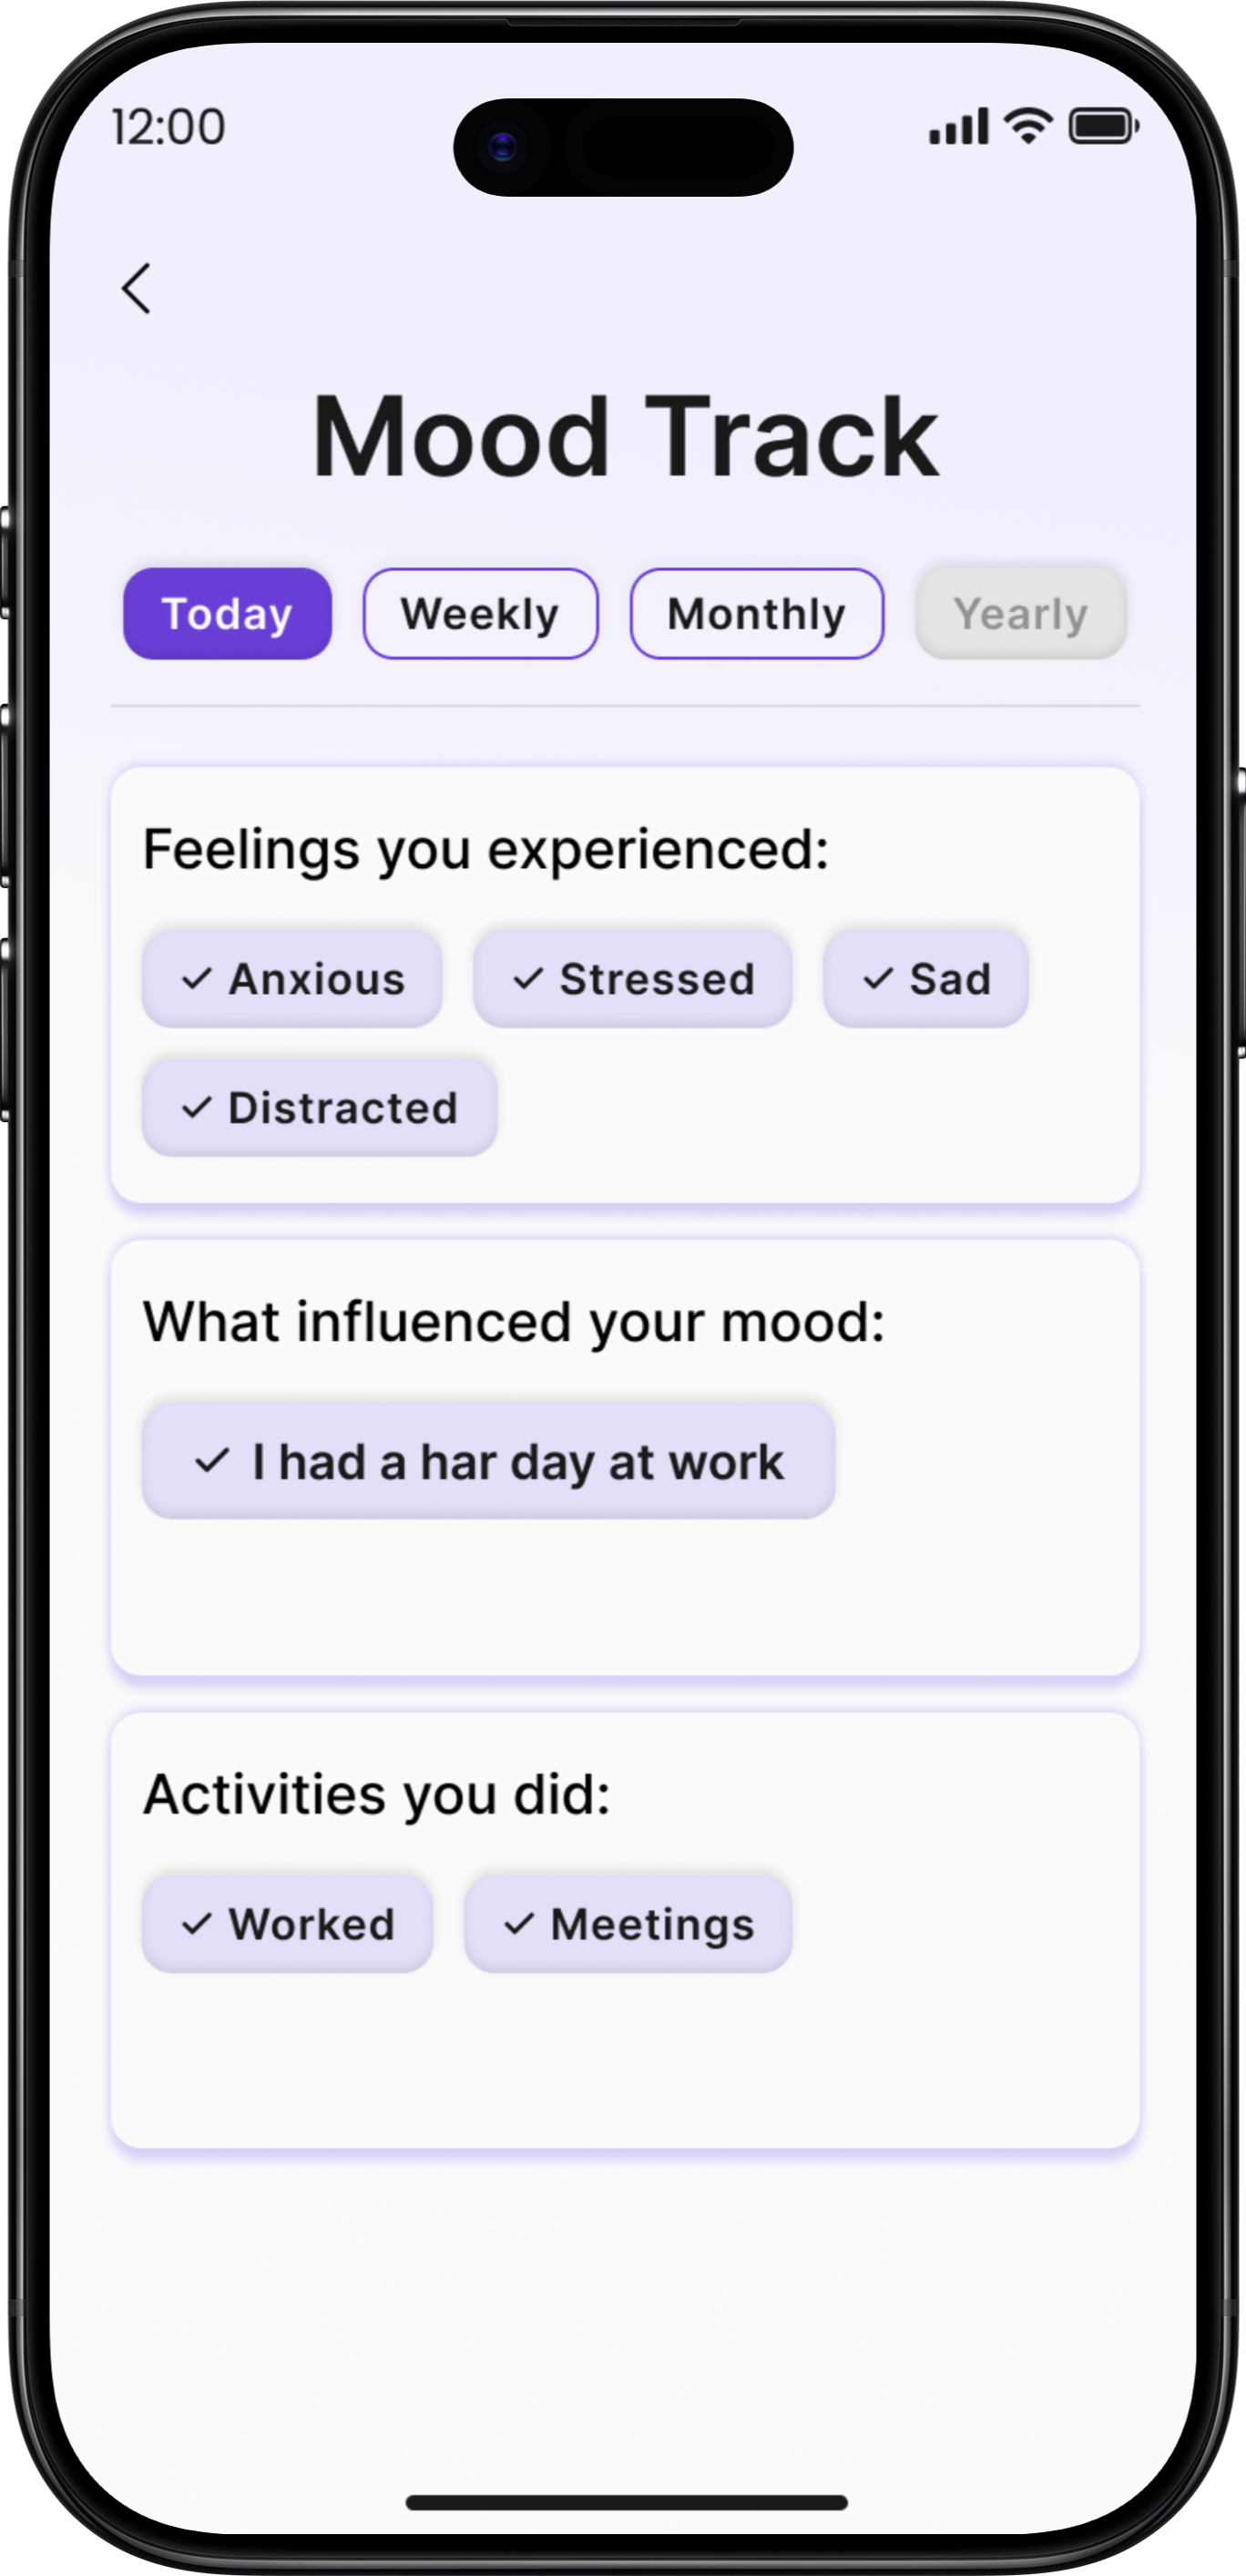 12:00
Mood Track
Today Weekly Monthly Yearly
Feelings you experienced:
Anxious Stressed Sad
Distracted
What influenced your mood:
I had a har day at work
Activities you did:
Worked Meetings